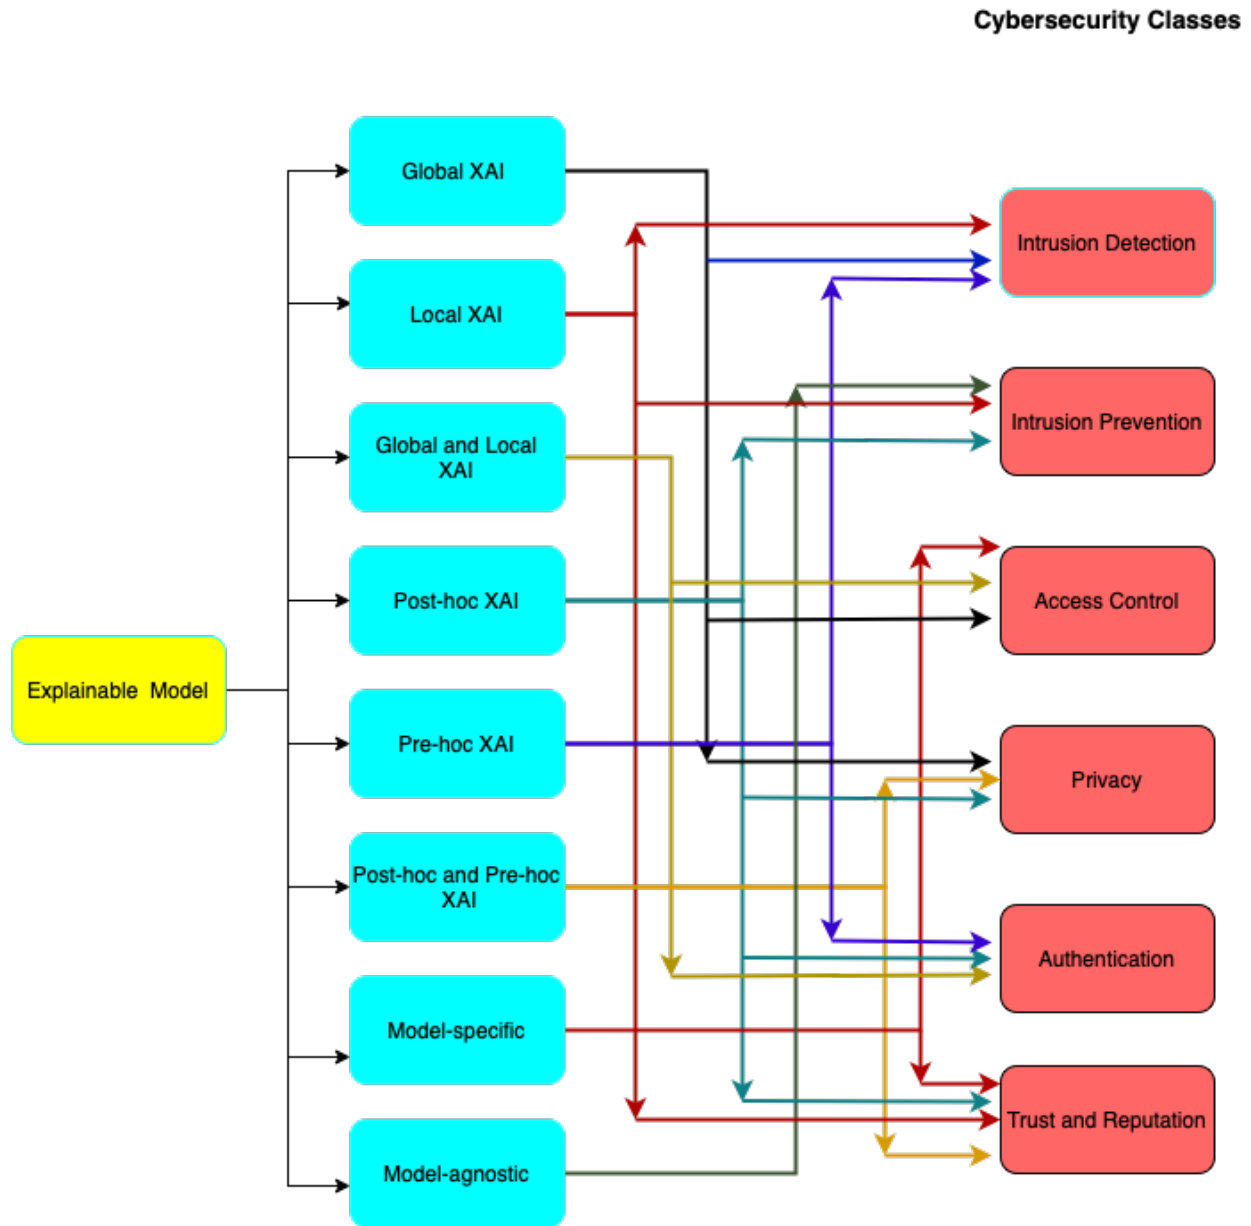 Cybersecurity Classes
Explainable  Model
Global XAI
Local XAI
Global and Local
XAI
Post-hoc XAI
Pre-hoc XAI
Post-hoc and Pre-hoc
XAI
Model-specific
Model-agnostic
Intrusion Detection
Intrusion Prevention
Access Control
Privacy
Authentication
Trust and Reputation